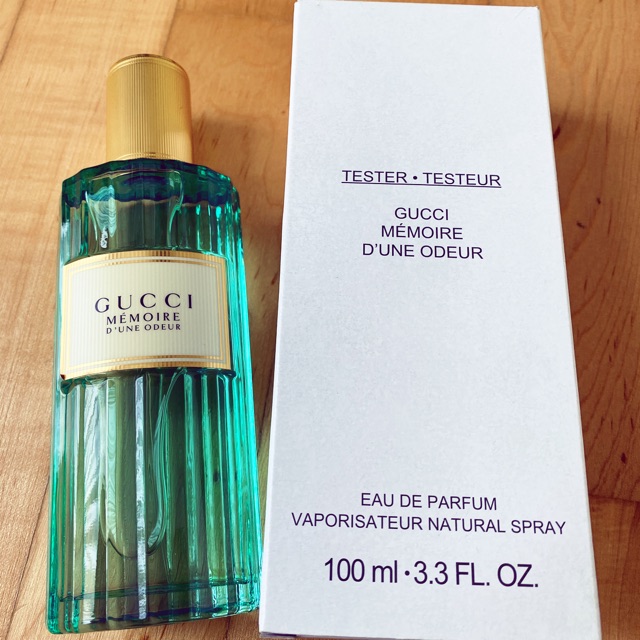 GUCCI
MÉMOIRE
D'UNE ODEUR
TESTER • TESTEUR
GUCCI
MÉMOIRE
D'UNE ODEUR
EAU DE PARFUM
VAPORISATEUR NATURAL SPRAY
100 ml • 3.3 FL. OZ.